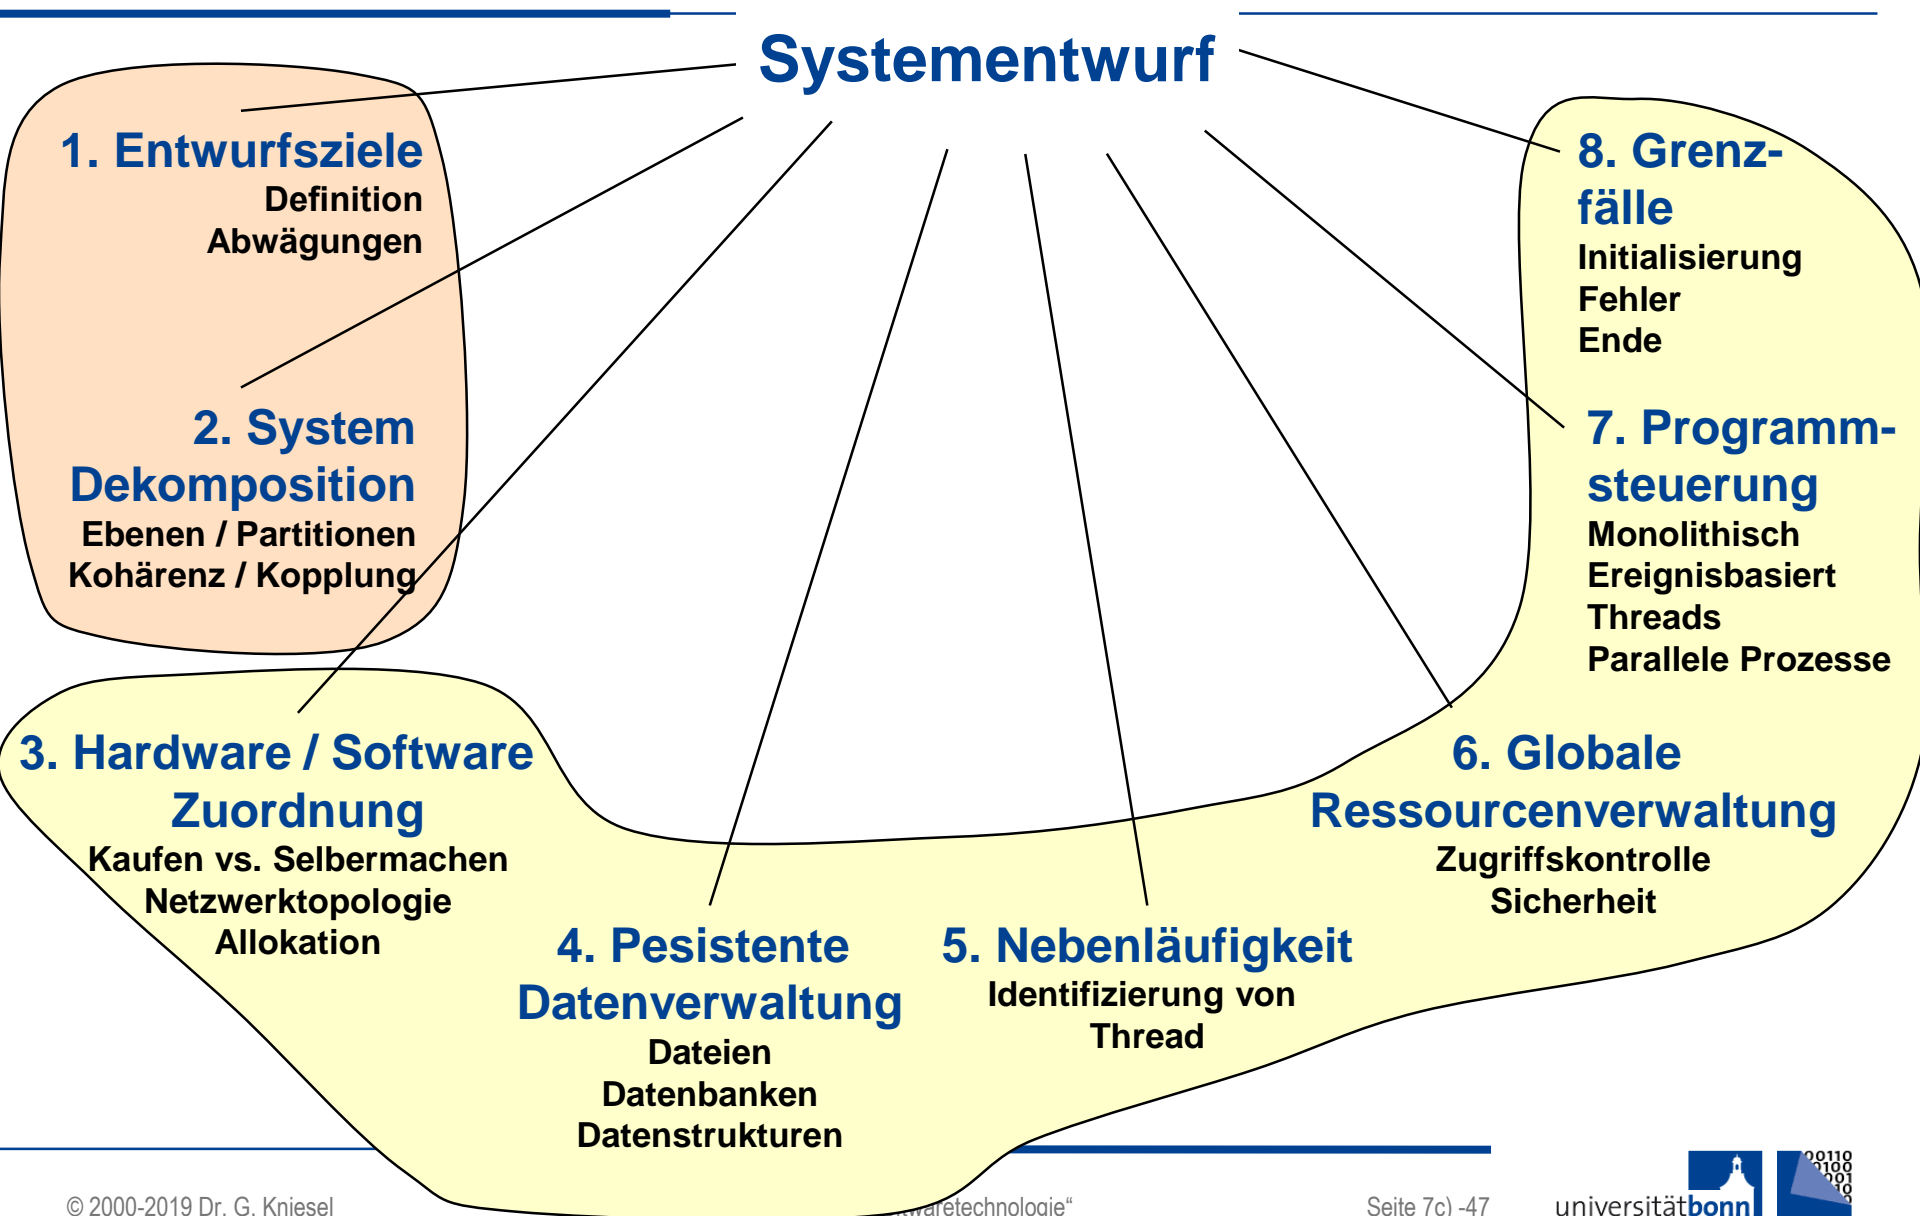 Systementwurf
1. Entwurfsziele
Definition
Abwägungen
2. System
Dekomposition
Ebenen / Partitionen
Kohärenz / Kopplung
3. Hardware / Software
Zuordnung
Kaufen vs. Selbermachen
Netzwerktopologie
Allokation
4. Pesistente
Datenverwaltung
Dateien
Datenbanken
Datenstrukturen
5. Nebenläufigkeit
Identifizierung von
Thread
6. Globale
Ressourcenverwaltung
Zugriffskontrolle
Sicherheit
7. Programm-
steuerung
Monolithisch
Ereignisbasiert
Threads
Parallele Prozesse
8. Grenz-
fälle
Initialisierung
Fehler
Ende
© 2000-2019 Dr. G. Kniesel
Seite 7c) -47
universitätbonn